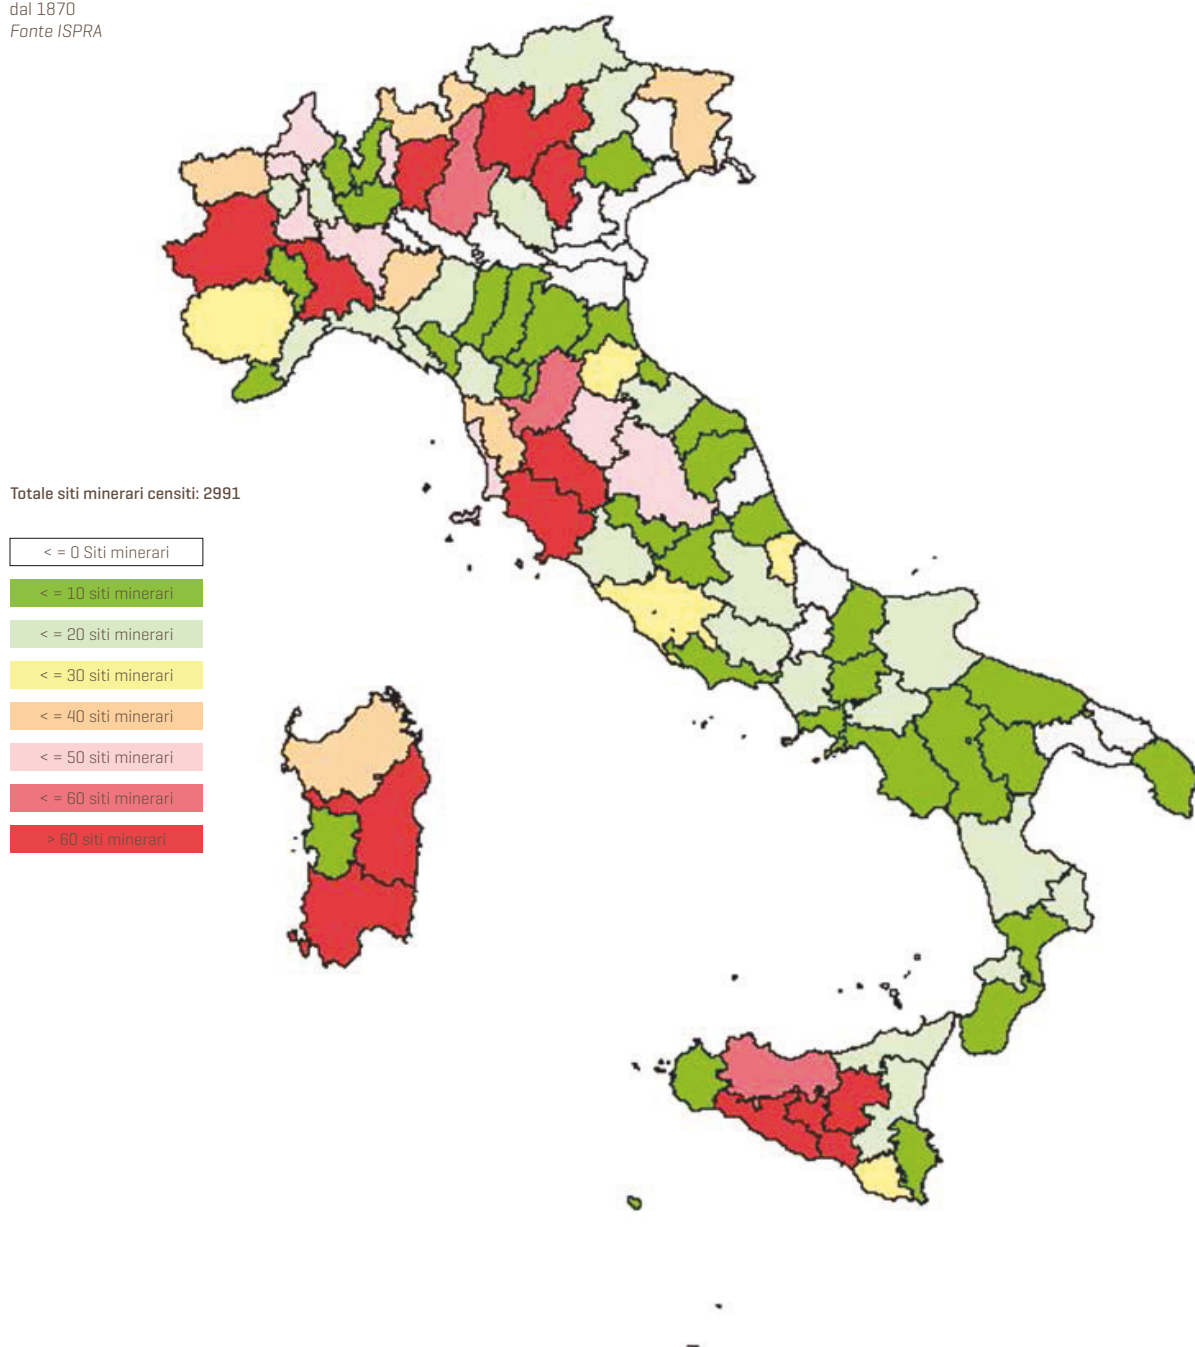 dal 1870
Fonte ISPRA
Totale siti minerari censiti: 2991
< = 0 Siti minerari
< = 10 siti minerari
< = 20 siti minerari
< = 30 siti minerari
< = 40 siti minerari
< = 50 siti minerari
< = 60 siti minerari
> 60 siti minerari